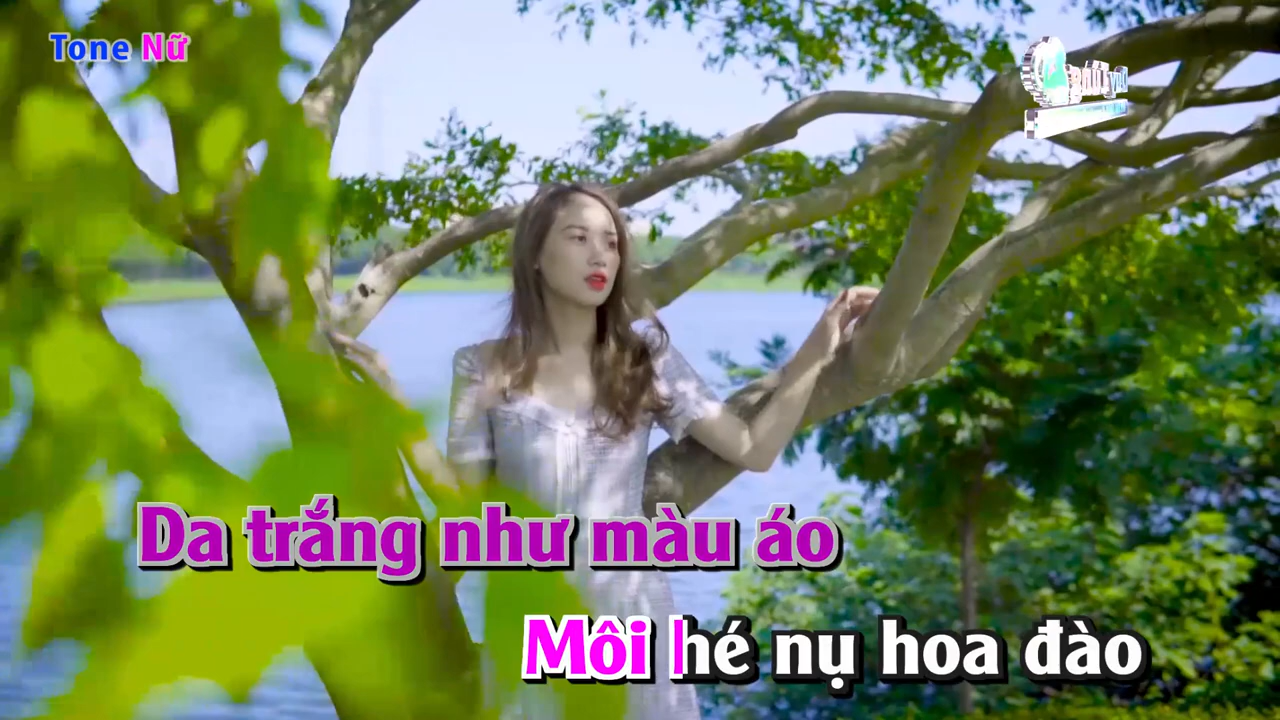 Tone Nữ
Da trắng như màu áo
Môi hé nụ hoa đào